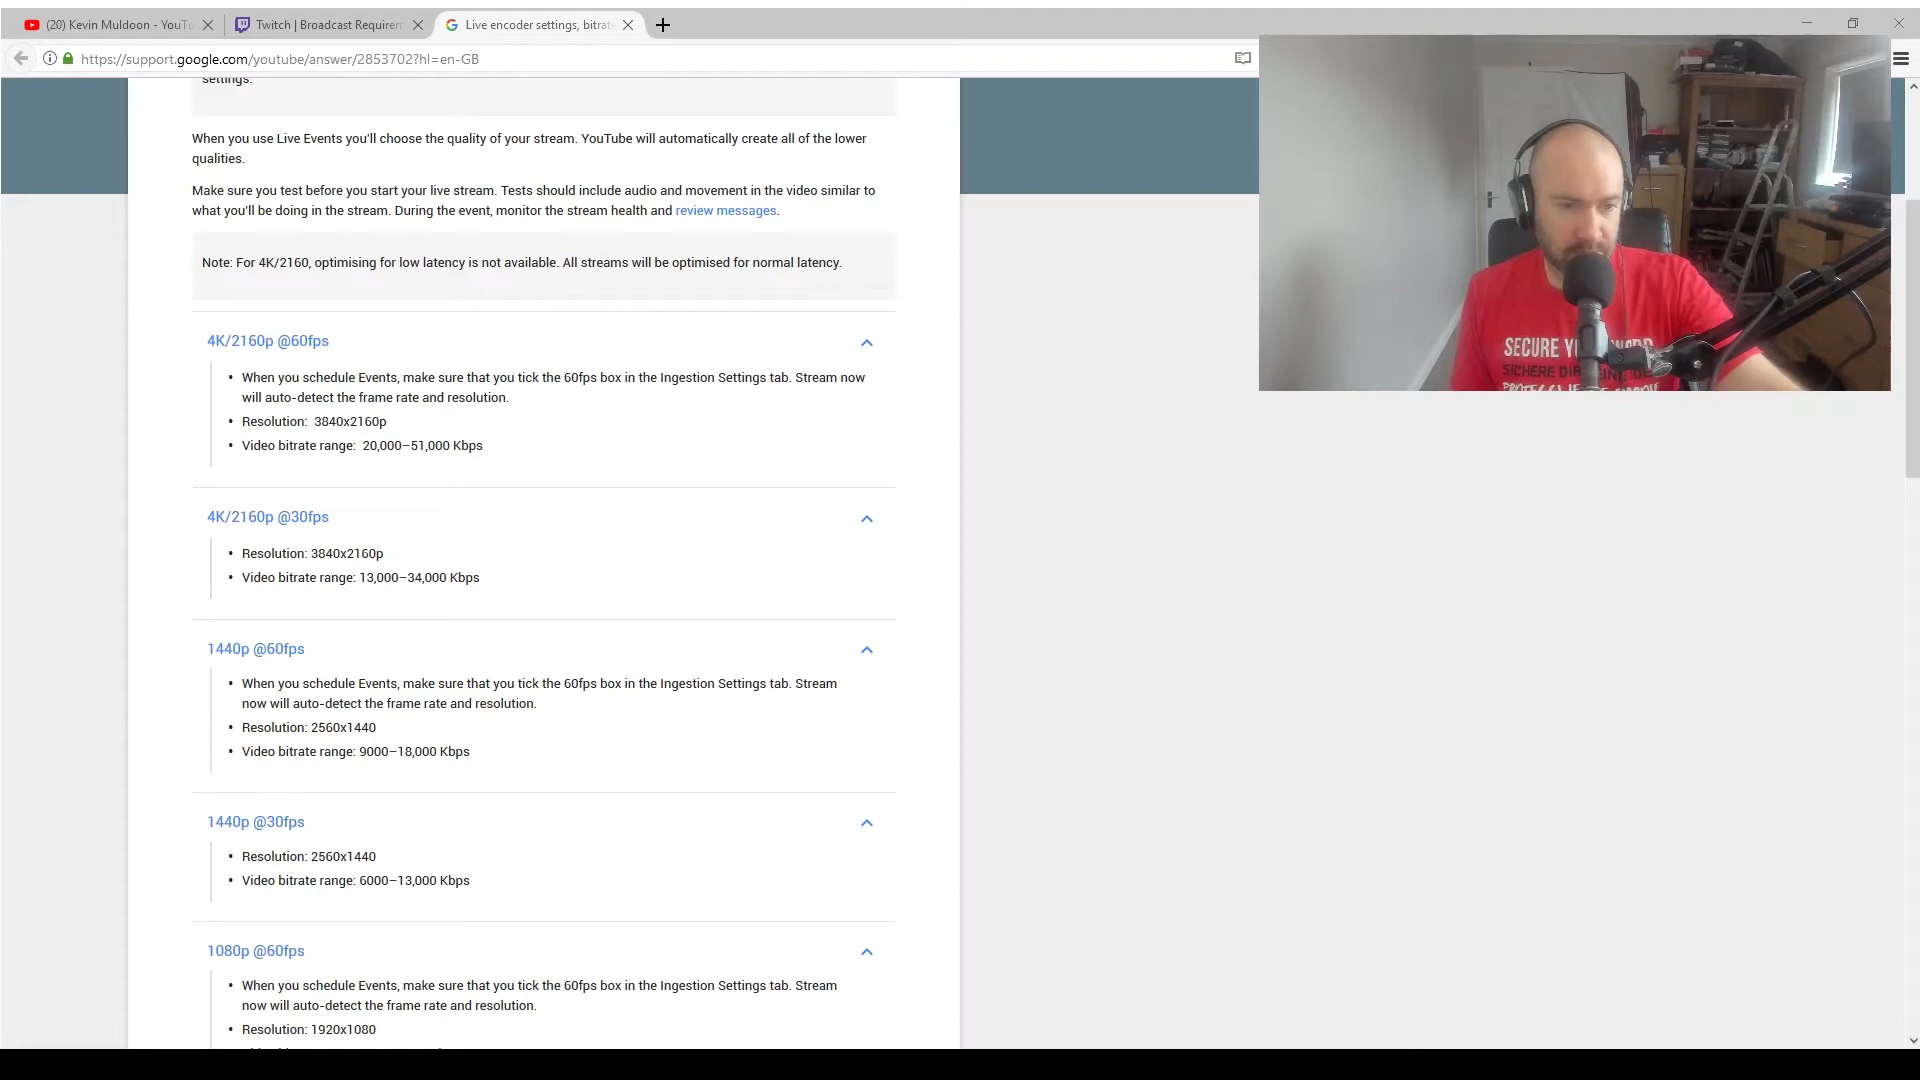 (20) Kevin Muldoon - YouTu
Twitch | Broadcast Requirem
Live encoder settings, bitrat
https://support.google.com/youtube/answer/2853702?hl=en-GB
settings.
When you use Live Events you'll choose the quality of your stream. YouTube will automatically create all of the lower
qualities.
Make sure you test before you start your live stream. Tests should include audio and movement in the video similar to
what you'll be doing in the stream. During the event, monitor the stream health and review messages.
Note: For 4K/2160, optimising for low latency is not available. All streams will be optimised for normal latency.
4K/2160p @60fps
• When you schedule Events, make sure that you tick the 60fps box in the Ingestion Settings tab. Stream now
will auto-detect the frame rate and resolution.
• Resolution: 3840x2160p
• Video bitrate range: 20,000–51,000 Kbps
4K/2160p @30fps
• Resolution: 3840x2160p
• Video bitrate range: 13,000–34,000 Kbps
1440p @60fps
• When you schedule Events, make sure that you tick the 60fps box in the Ingestion Settings tab. Stream
now will auto-detect the frame rate and resolution.
• Resolution: 2560x1440
• Video bitrate range: 9000–18,000 Kbps
1440p @30fps
• Resolution: 2560x1440
• Video bitrate range: 6000–13,000 Kbps
1080p @60fps
• When you schedule Events, make sure that you tick the 60fps box in the Ingestion Settings tab. Stream
now will auto-detect the frame rate and resolution.
• Resolution: 1920x1080
SECURE
SICHERE